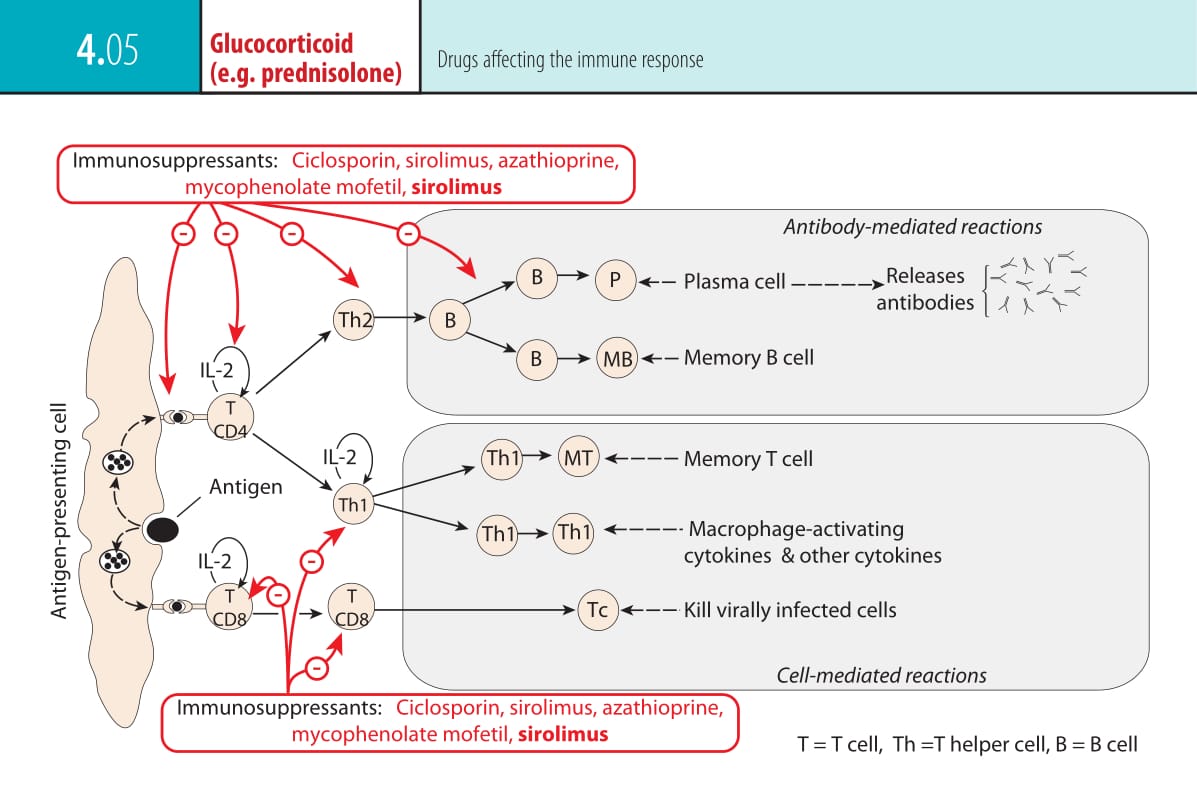 4.05
Glucocorticoid
(e.g. prednisolone)
Drugs affecting the immune response
Immunosuppressants: Ciclosporin, sirolimus, azathioprine,
mycophenolate mofetil, sirolimus
-
-
-
-
Antibody-mediated reactions
B
P
Plasma cell
Releases
antibodies
Th2
B
B
MB
Memory B cell
IL-2
T
CD4
Antigen-presenting cell
IL-2
Th1
MT
Memory T cell
Antigen
Th1
Th1
Th1
Macrophage-activating
cytokines & other cytokines
IL-2
-
-
T
CD8
T
CD8
Tc
Kill virally infected cells
-
Cell-mediated reactions
Immunosuppressants: Ciclosporin, sirolimus, azathioprine,
mycophenolate mofetil, sirolimus
T = T cell, Th =T helper cell, B = B cell